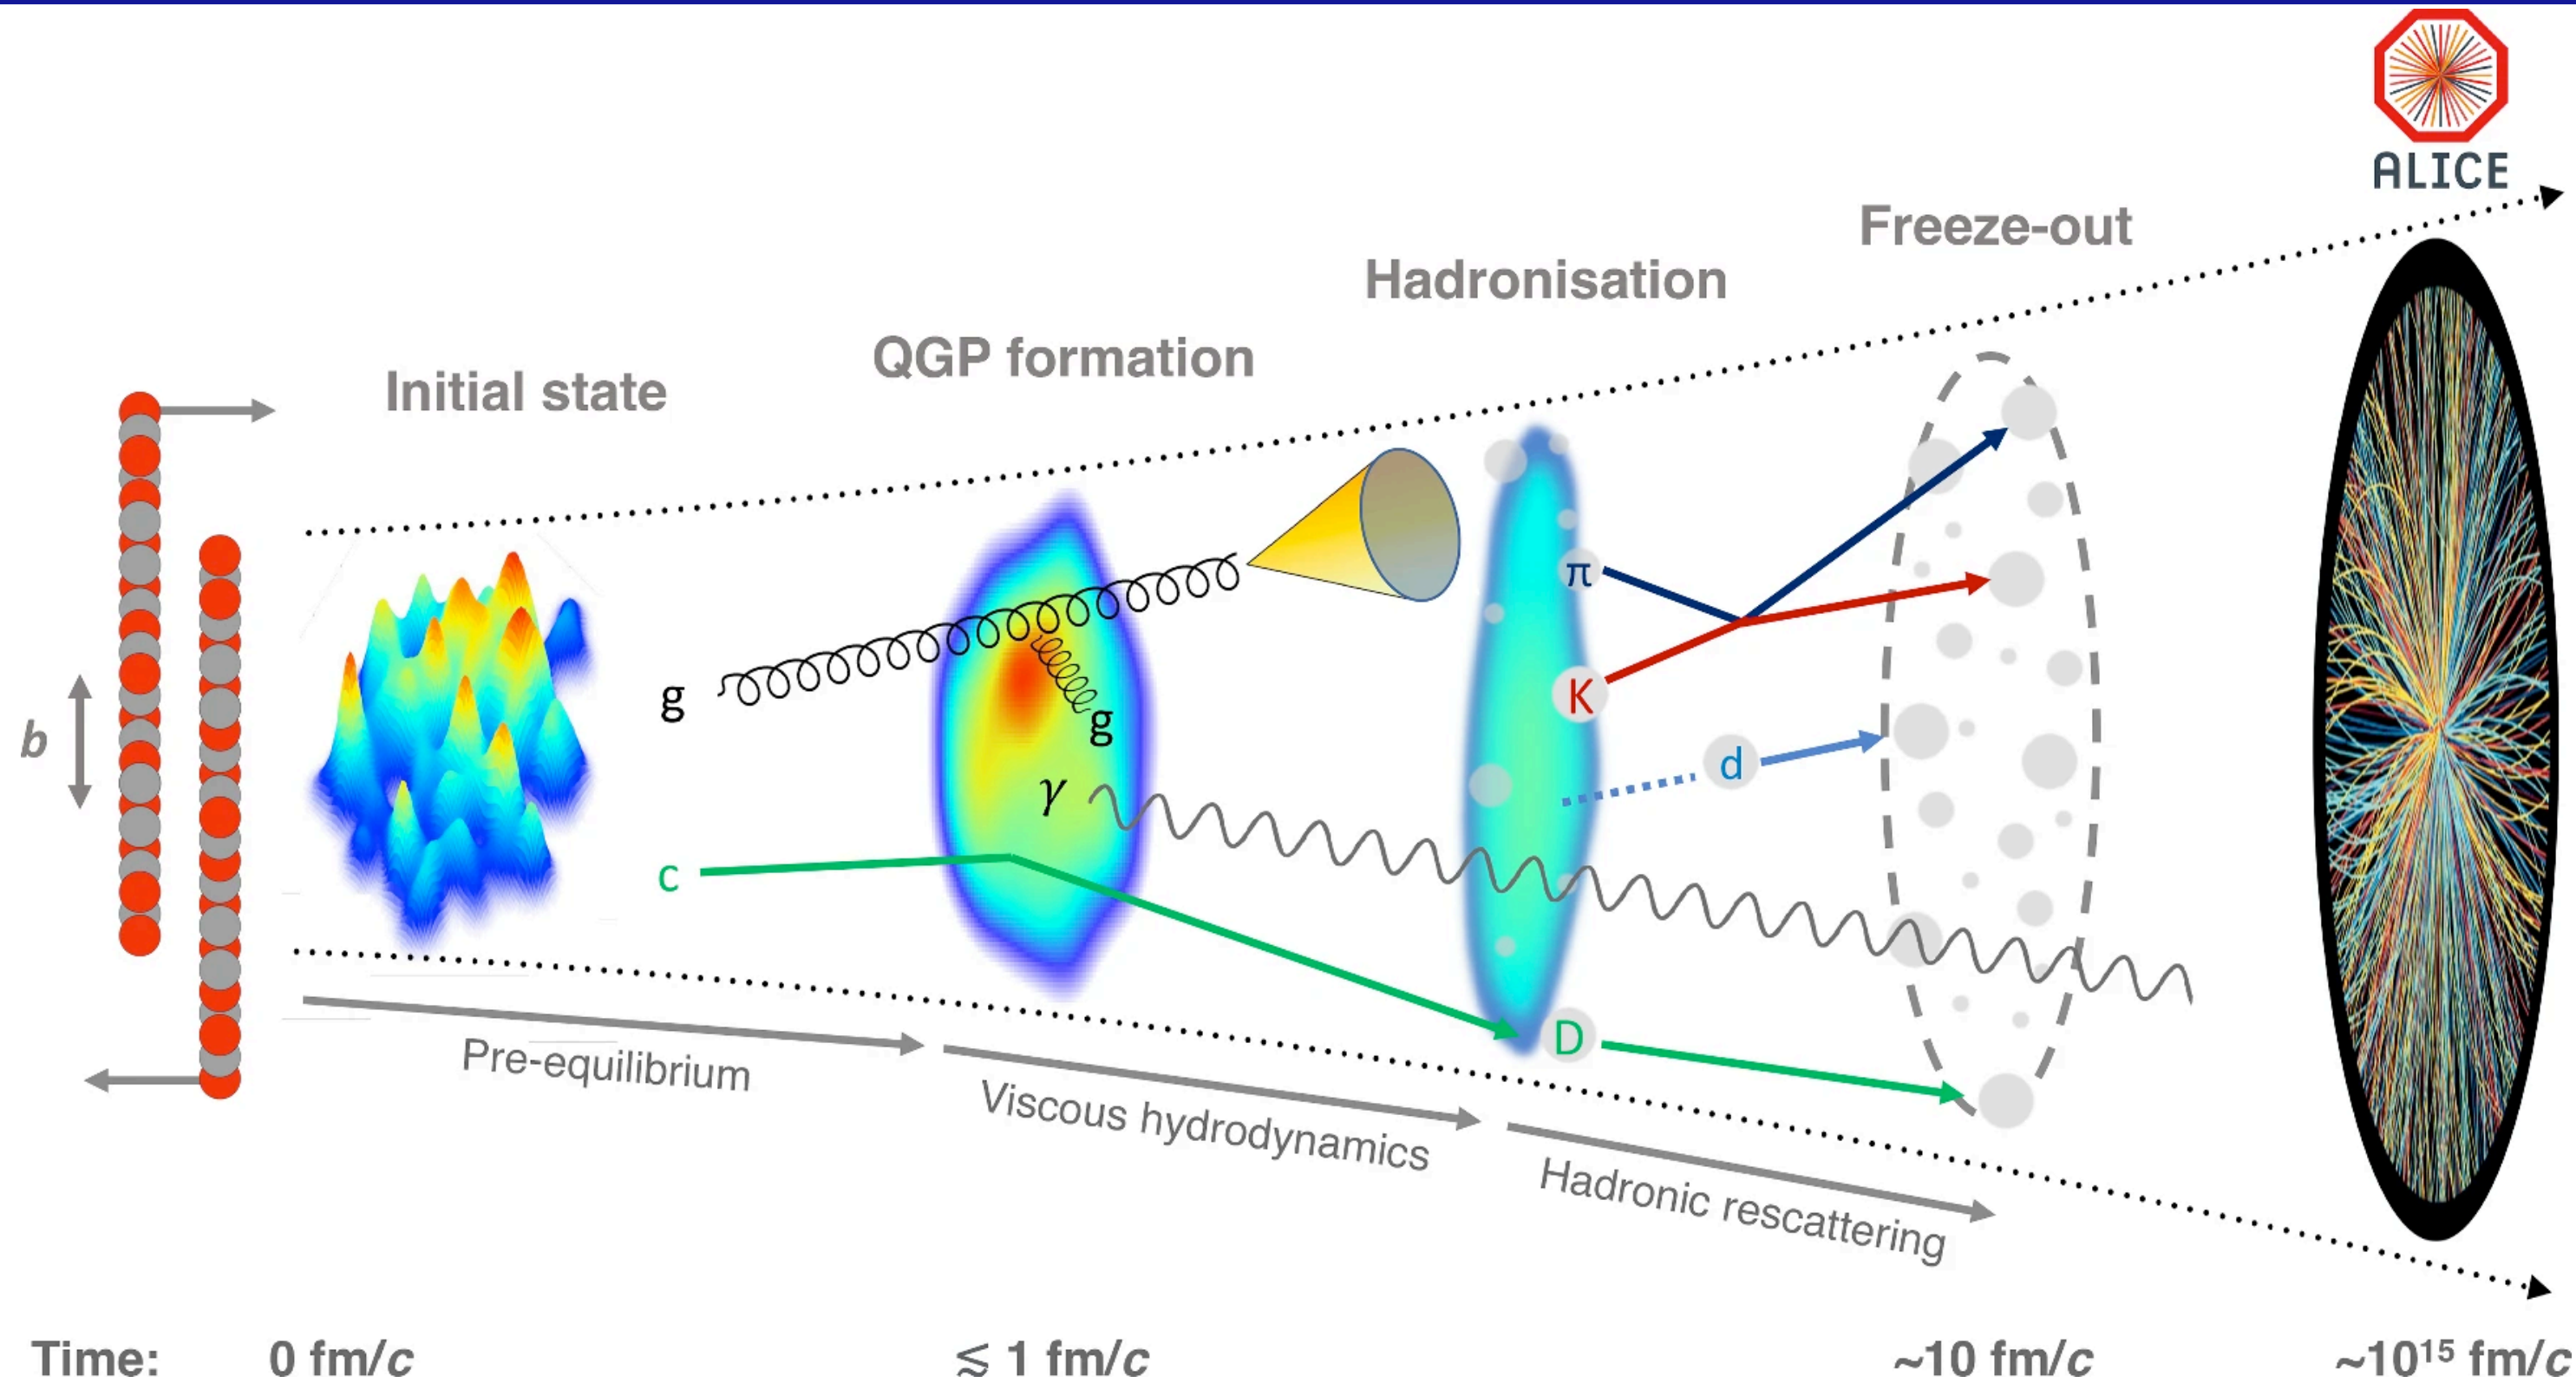 ALICE
Freeze-out
Hadronisation
QGP formation
Initial state
b
g
g
γ
c
π
K
d
D
Pre-equilibrium
Viscous hydrodynamics
Hadronic rescattering
Time: 0 fm/c ≲ 1 fm/c ~10 fm/c ~10¹⁵ fm/c